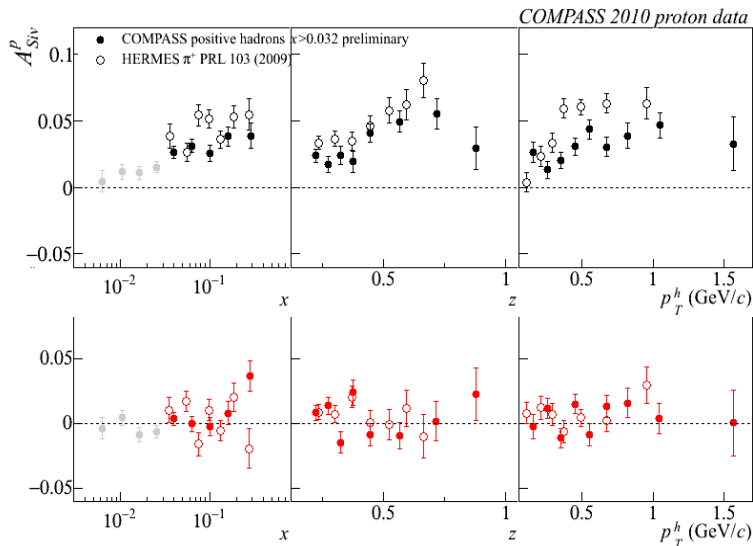 COMPASS 2010 proton data
A^p_Siv
COMPASS positive hadrons x>0.032 preliminary
HERMES π⁺ PRL 103 (2009)
0.1
0.05
0
−0.05
10⁻² 10⁻¹ 0.5 1 0.5 1 1.5
x z p_T^h (GeV/c)
0.05
0
−0.05
10⁻² 10⁻¹ 0.5 1 0.5 1 1.5
x z p_T^h (GeV/c)